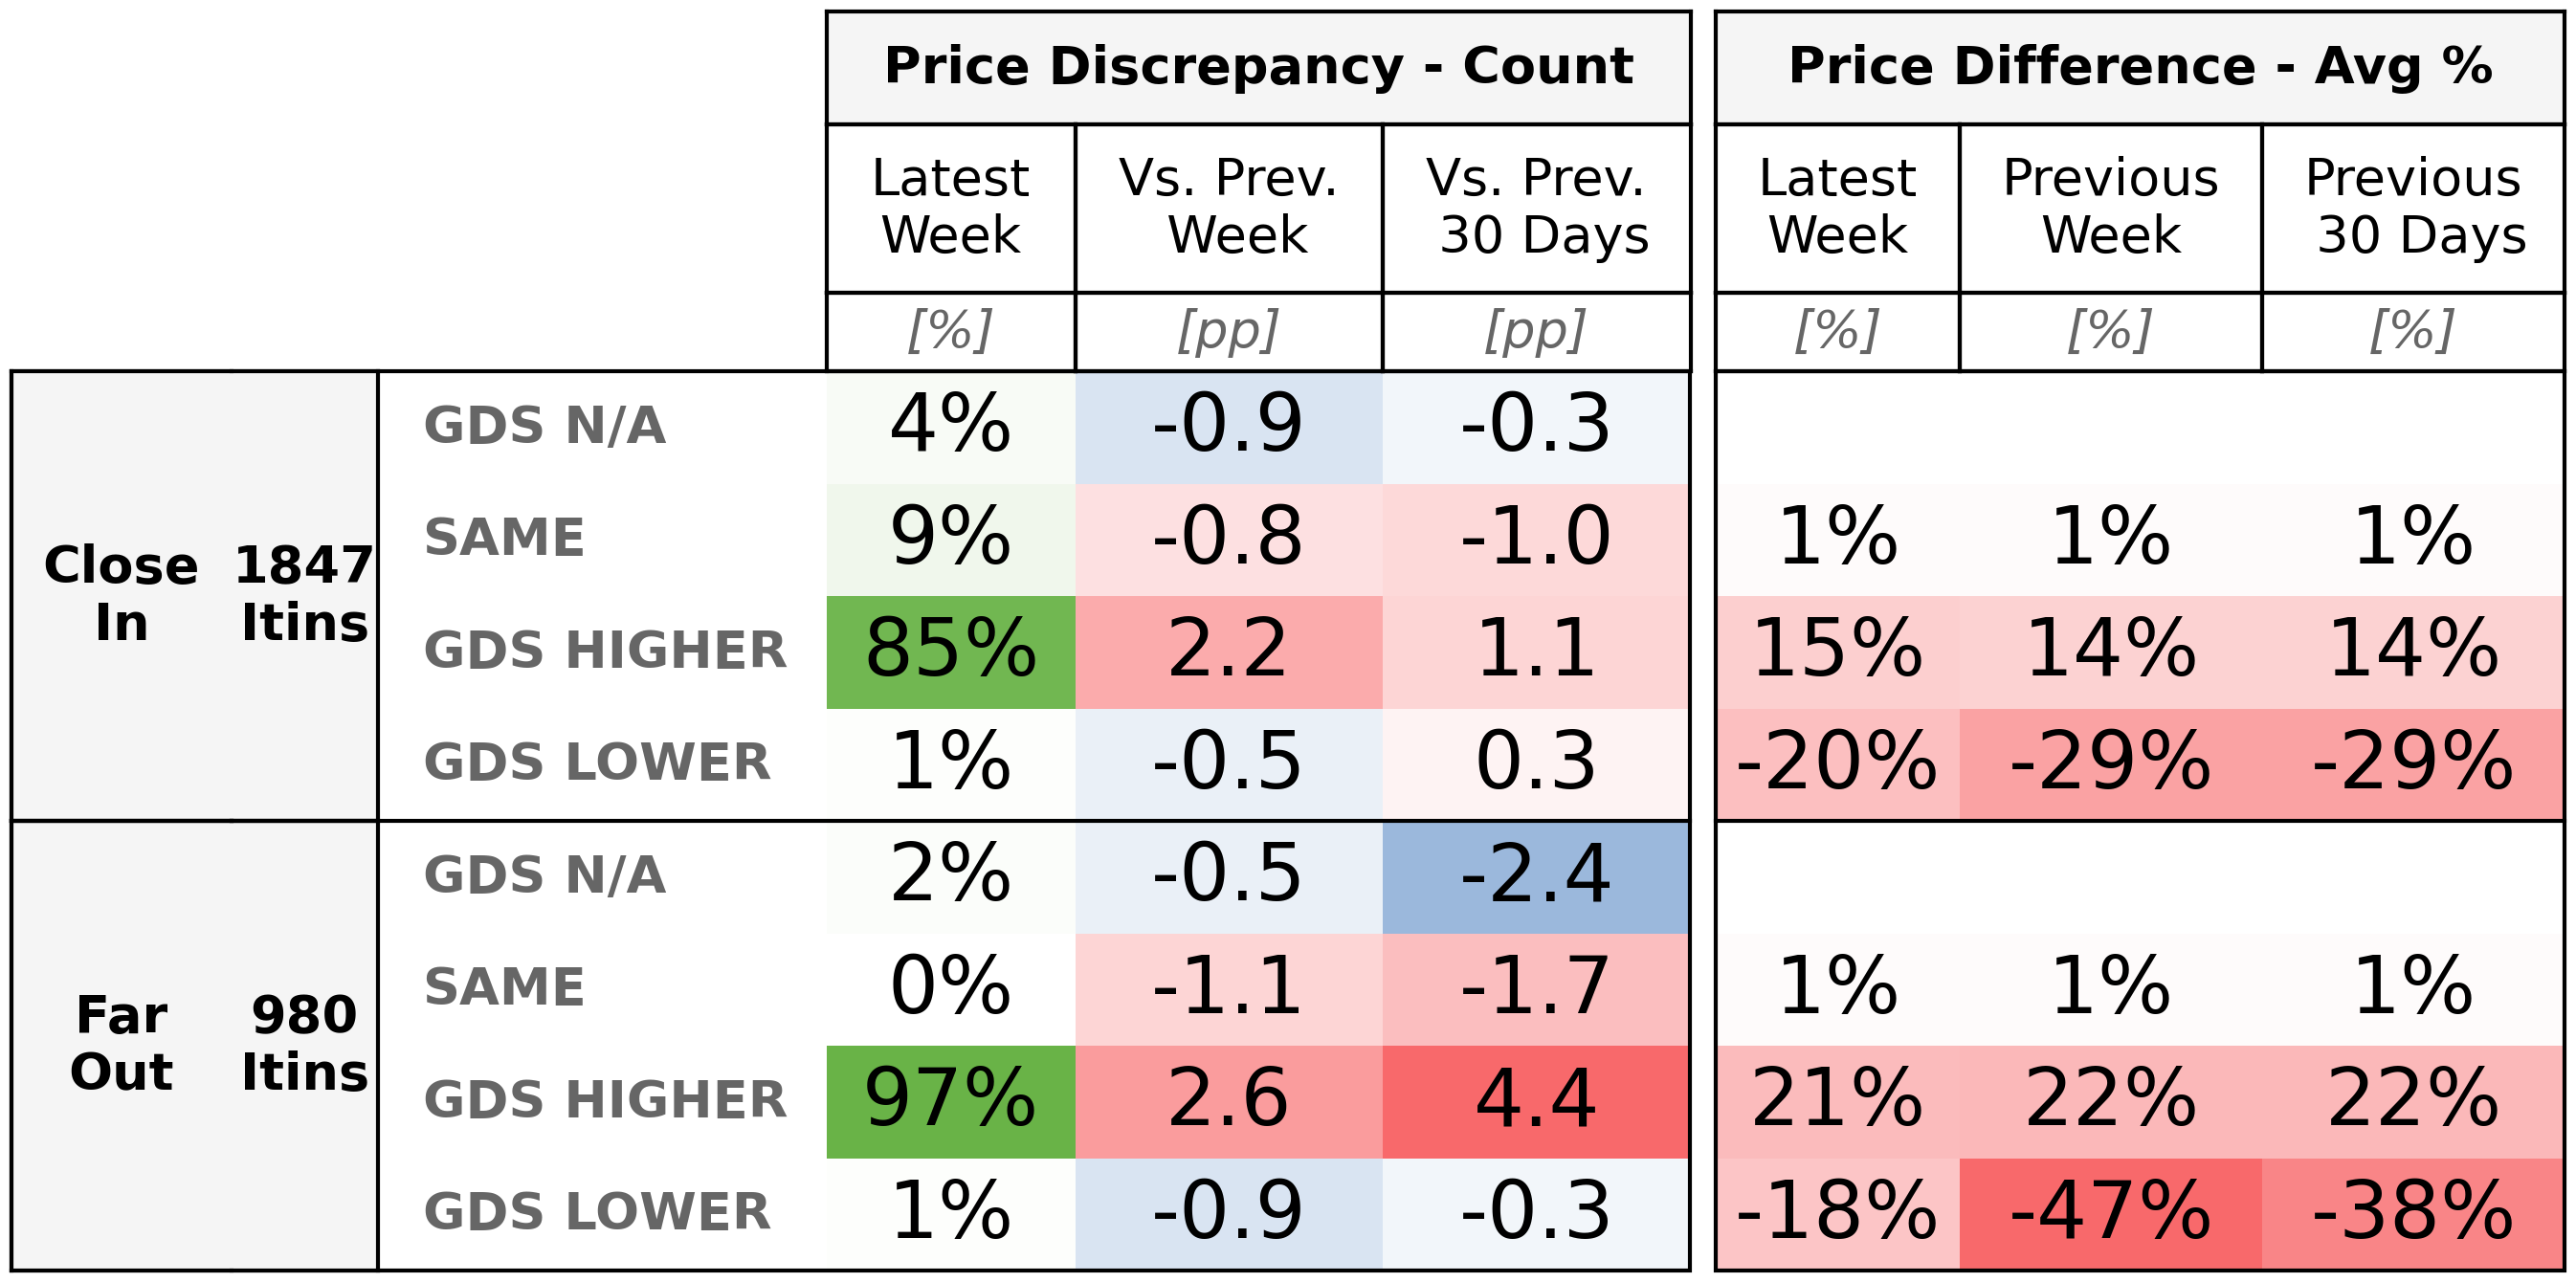 Price Discrepancy - Count Price Difference - Avg %
Latest Week Vs. Prev. Week Vs. Prev. 30 Days Latest Week Previous Week Previous 30 Days
[%] [pp] [pp] [%] [%] [%]
Close In 1847 Itins
GDS N/A 4% -0.9 -0.3
SAME 9% -0.8 -1.0 1% 1% 1%
GDS HIGHER 85% 2.2 1.1 15% 14% 14%
GDS LOWER 1% -0.5 0.3 -20% -29% -29%
Far Out 980 Itins
GDS N/A 2% -0.5 -2.4
SAME 0% -1.1 -1.7 1% 1% 1%
GDS HIGHER 97% 2.6 4.4 21% 22% 22%
GDS LOWER 1% -0.9 -0.3 -18% -47% -38%